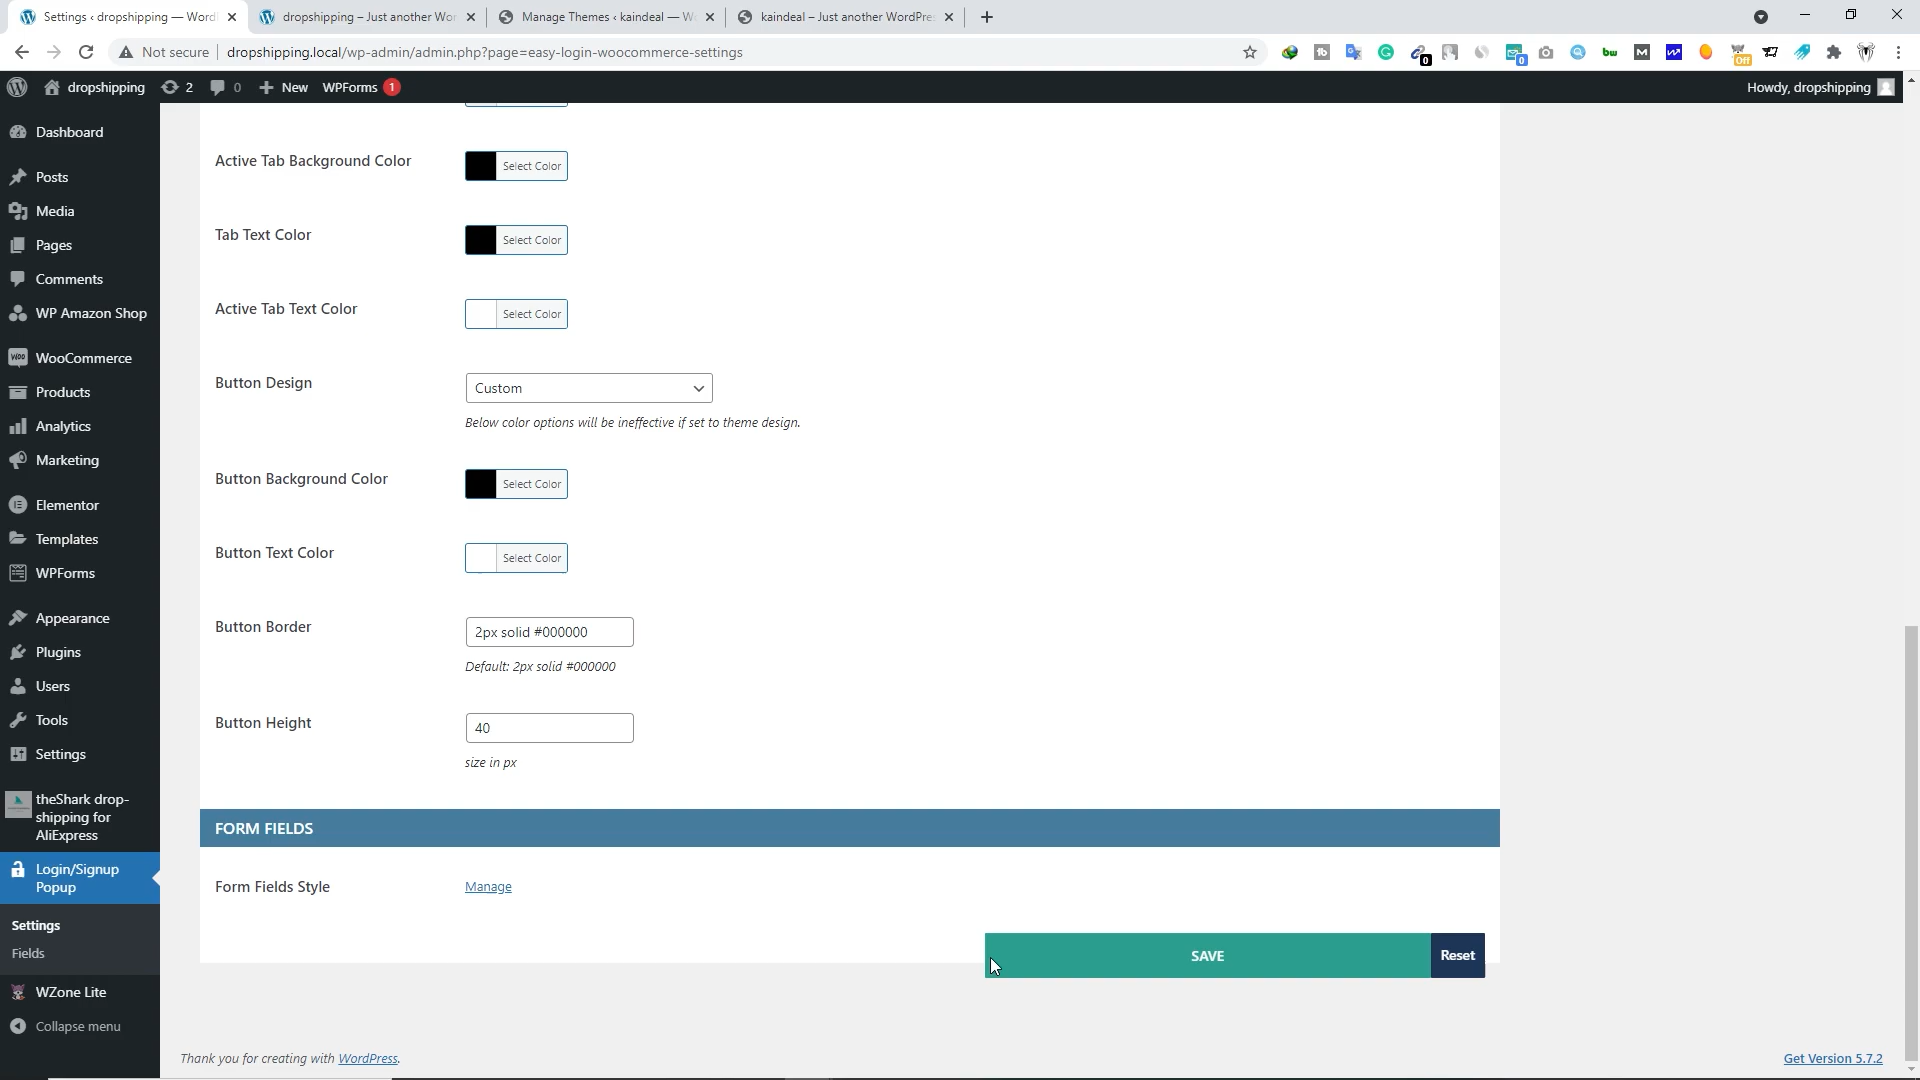 Settings ‹ dropshipping — Word
dropshipping – Just another Wor
Manage Themes ‹ kaindeal — W
kaindeal – Just another WordPre
Not secure
dropshipping.local/wp-admin/admin.php?page=easy-login-woocommerce-settings
dropshipping
2
0
New
WPForms 1
Howdy, dropshipping
Dashboard
Posts
Media
Pages
Comments
WP Amazon Shop
WooCommerce
Products
Analytics
Marketing
Elementor
Templates
WPForms
Appearance
Plugins
Users
Tools
Settings
theShark drop-
shipping for
AliExpress
Login/Signup
Popup
Settings
Fields
WZone Lite
Collapse menu
Active Tab Background Color
Select Color
Tab Text Color
Select Color
Active Tab Text Color
Select Color
Button Design
Custom
Below color options will be ineffective if set to theme design.
Button Background Color
Select Color
Button Text Color
Select Color
Button Border
2px solid #000000
Default: 2px solid #000000
Button Height
40
size in px
FORM FIELDS
Form Fields Style
Manage
SAVE
Reset
Thank you for creating with WordPress.
Get Version 5.7.2